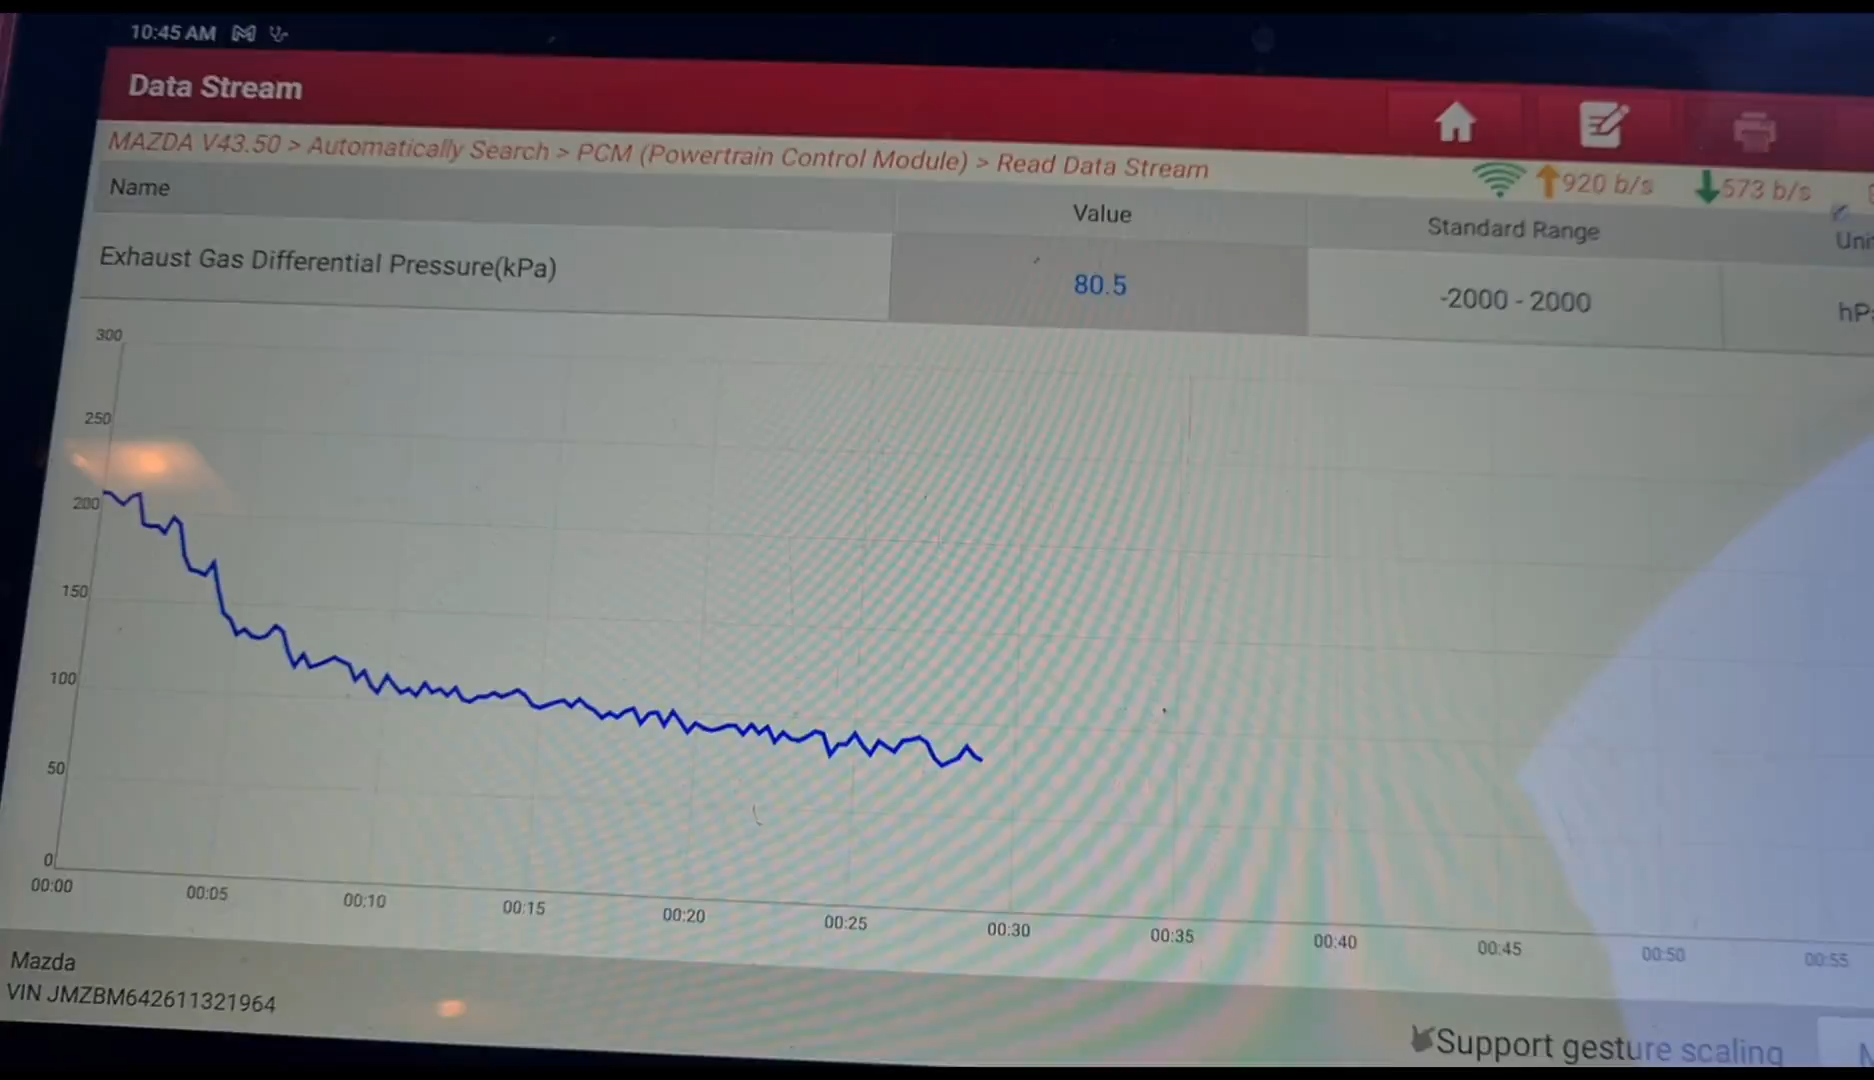 10:45 AM
Data Stream
MAZDA V43.50 > Automatically Search > PCM (Powertrain Control Module) > Read Data Stream
920 b/s 573 b/s
Name Value Standard Range
Exhaust Gas Differential Pressure(kPa) 80.5 -2000 - 2000
300
250
200
150
100
50
0
00:00 00:05 00:10 00:15 00:20 00:25 00:30 00:35 00:40 00:45 00:50 00:55
Mazda
VIN JMZBM642611321964
Support gesture scaling